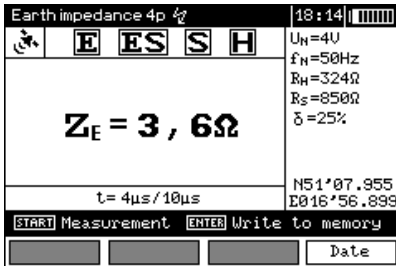 Earth impedance 4p 18:14
E ES S H
UN=4V
fN=50Hz
RH=324Ω
RS=850Ω
δ=25%
ZE = 3,6Ω
N51'07.955
E016'56.899
t= 4µs/10µs
START Measurement ENTER Write to memory
Date